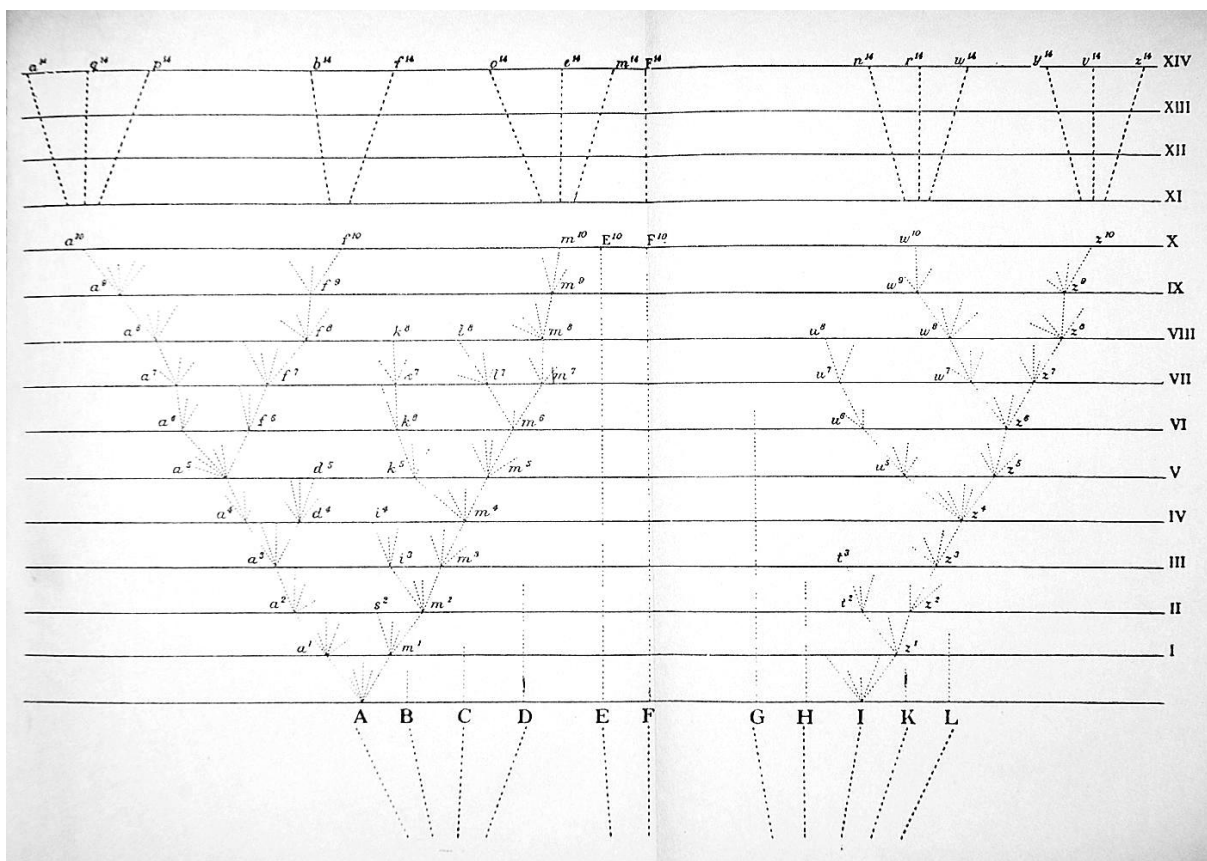 a¹⁴ q¹⁴ p¹⁴ b¹⁴ f¹⁴ o¹⁴ e¹⁴ m¹⁴ F¹⁴ n¹⁴ r¹⁴ w¹⁴ y¹⁴ v¹⁴ z¹⁴ XIV
XIII
XII
XI
a¹⁰ f¹⁰ m¹⁰ E¹⁰ F¹⁰ w¹⁰ z¹⁰ X
a⁹ f⁹ m⁹ w⁹ z⁹ IX
a⁸ f⁸ k⁸ l⁸ m⁸ u⁸ w⁸ z⁸ VIII
a⁷ f⁷ l⁷ m⁷ u⁷ w⁷ z⁷ VII
a⁶ f⁶ k⁶ m⁶ u⁶ z⁶ VI
a⁵ d⁵ k⁵ m⁵ u⁵ z⁵ V
a⁴ d⁴ i⁴ m⁴ z⁴ IV
a³ i³ m³ t³ z³ III
a² s² m² t² z² II
a¹ m¹ z¹ I
A B C D E F G H I K L